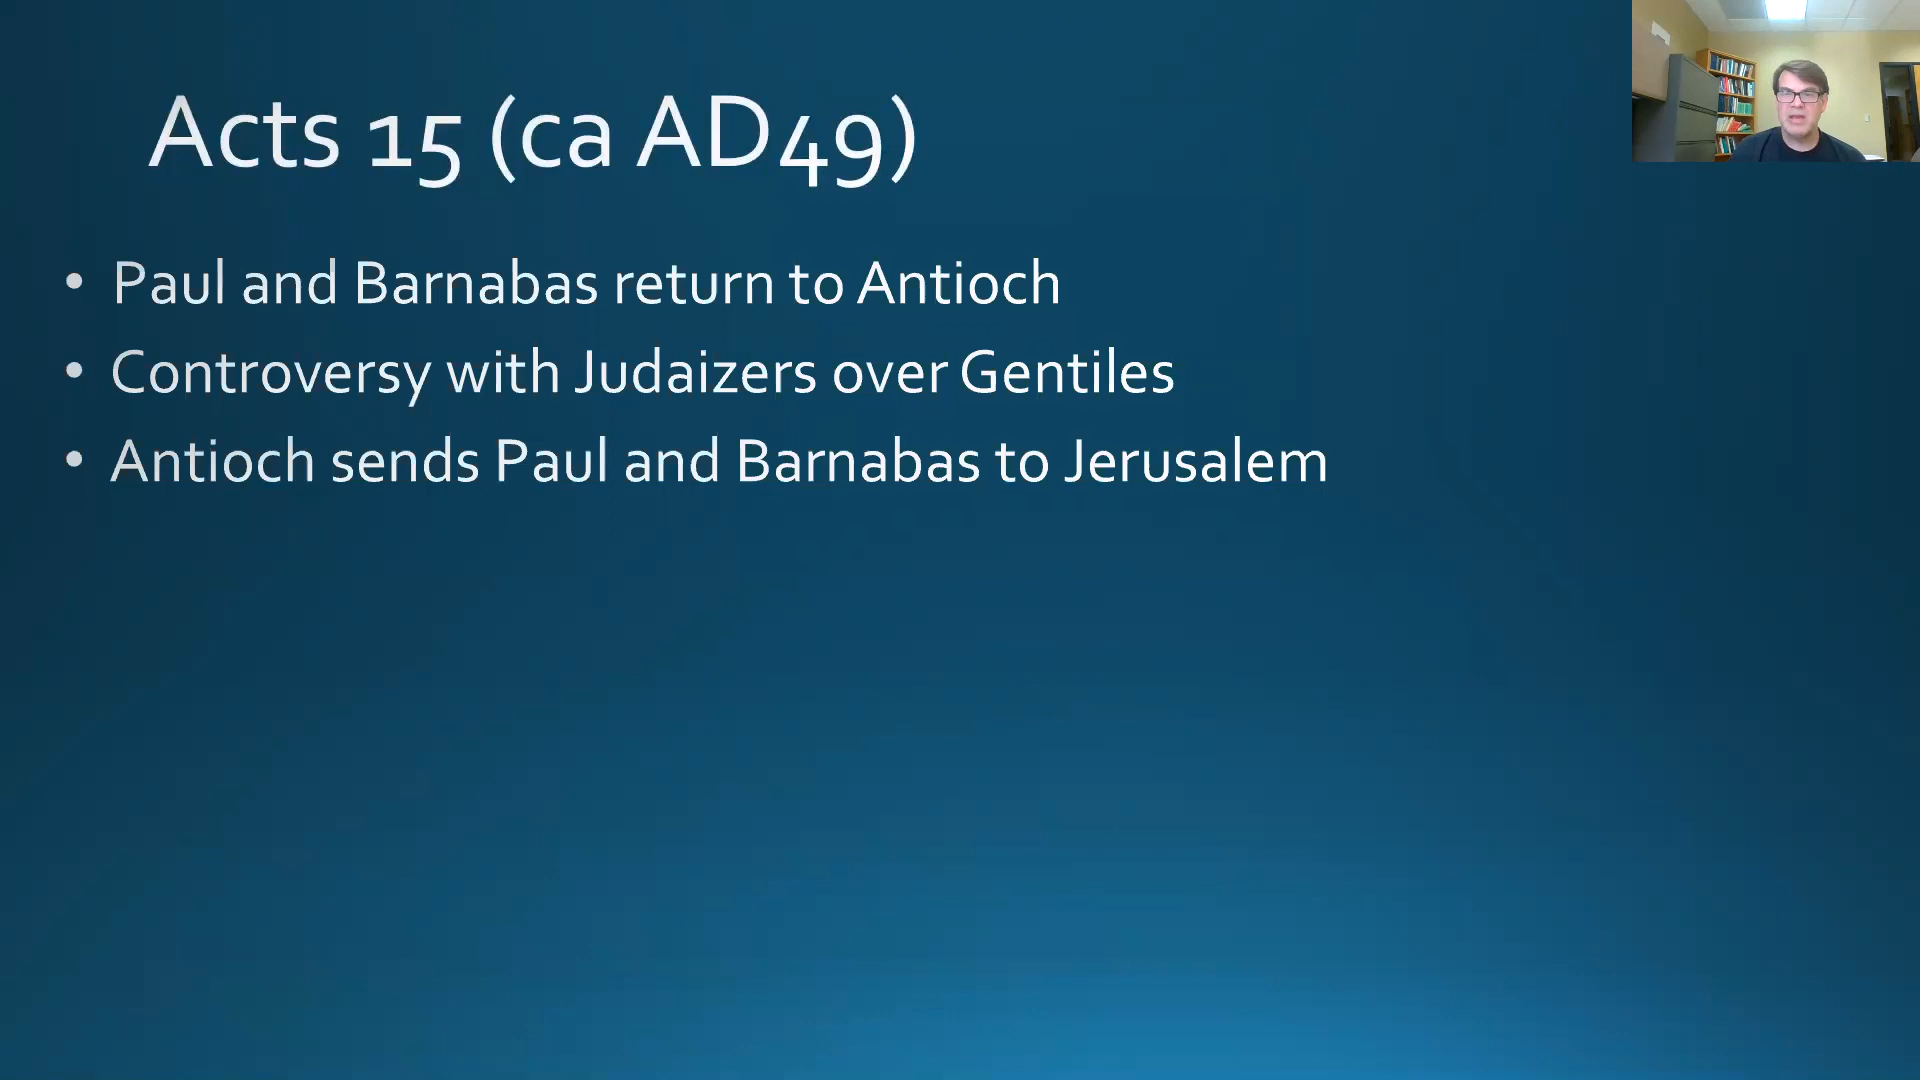 Acts 15 (ca AD49)
• Paul and Barnabas return to Antioch
• Controversy with Judaizers over Gentiles
• Antioch sends Paul and Barnabas to Jerusalem